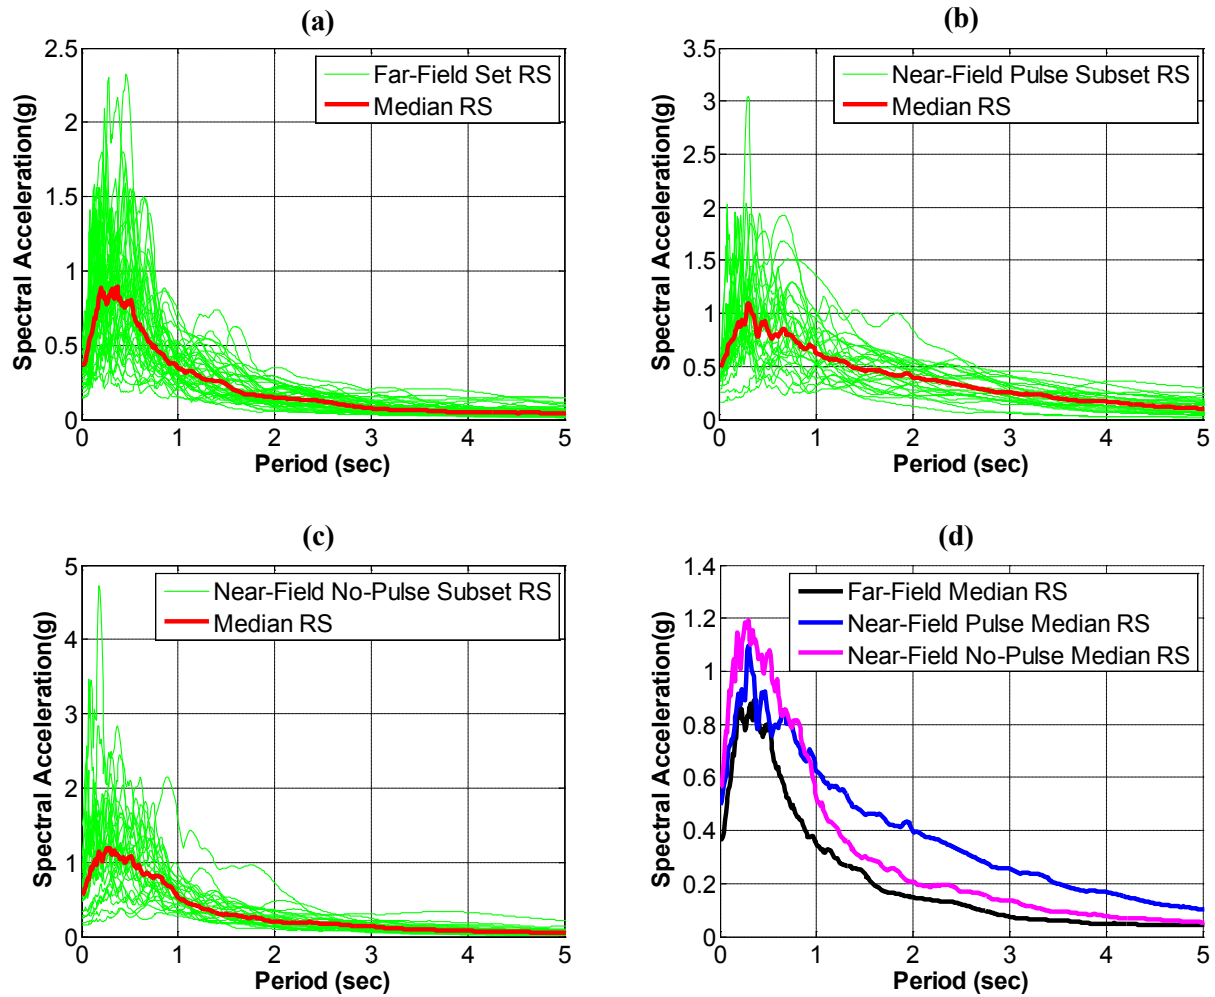 (a)
2.5
2
1.5
1
0.5
0
Spectral Acceleration(g)
Far-Field Set RS
Median RS
0 1 2 3 4 5
Period (sec)
(b)
3.5
3
2.5
2
1.5
1
0.5
0
Spectral Acceleration(g)
Near-Field Pulse Subset RS
Median RS
0 1 2 3 4 5
Period (sec)
(c)
5
4
3
2
1
0
Spectral Acceleration(g)
Near-Field No-Pulse Subset RS
Median RS
0 1 2 3 4 5
Period (sec)
(d)
1.4
1.2
1
0.8
0.6
0.4
0.2
0
Spectral Acceleration(g)
Far-Field Median RS
Near-Field Pulse Median RS
Near-Field No-Pulse Median RS
0 1 2 3 4 5
Period (sec)